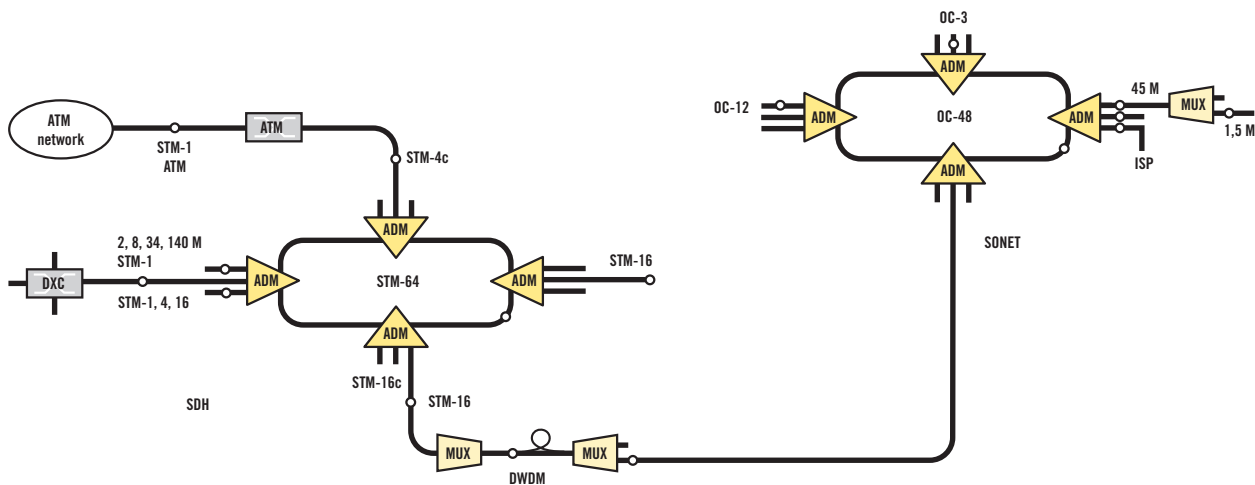 OC-3
ADM
45 M
MUX
OC-12
ADM
OC-48
ADM
ATM
network
ATM
1,5 M
STM-1
ATM
STM-4c
ISP
ADM
ADM
SONET
2, 8, 34, 140 M
STM-1
STM-16
DXC
ADM
STM-64
ADM
STM-1, 4, 16
ADM
STM-16c
SDH
STM-16
MUX
MUX
DWDM